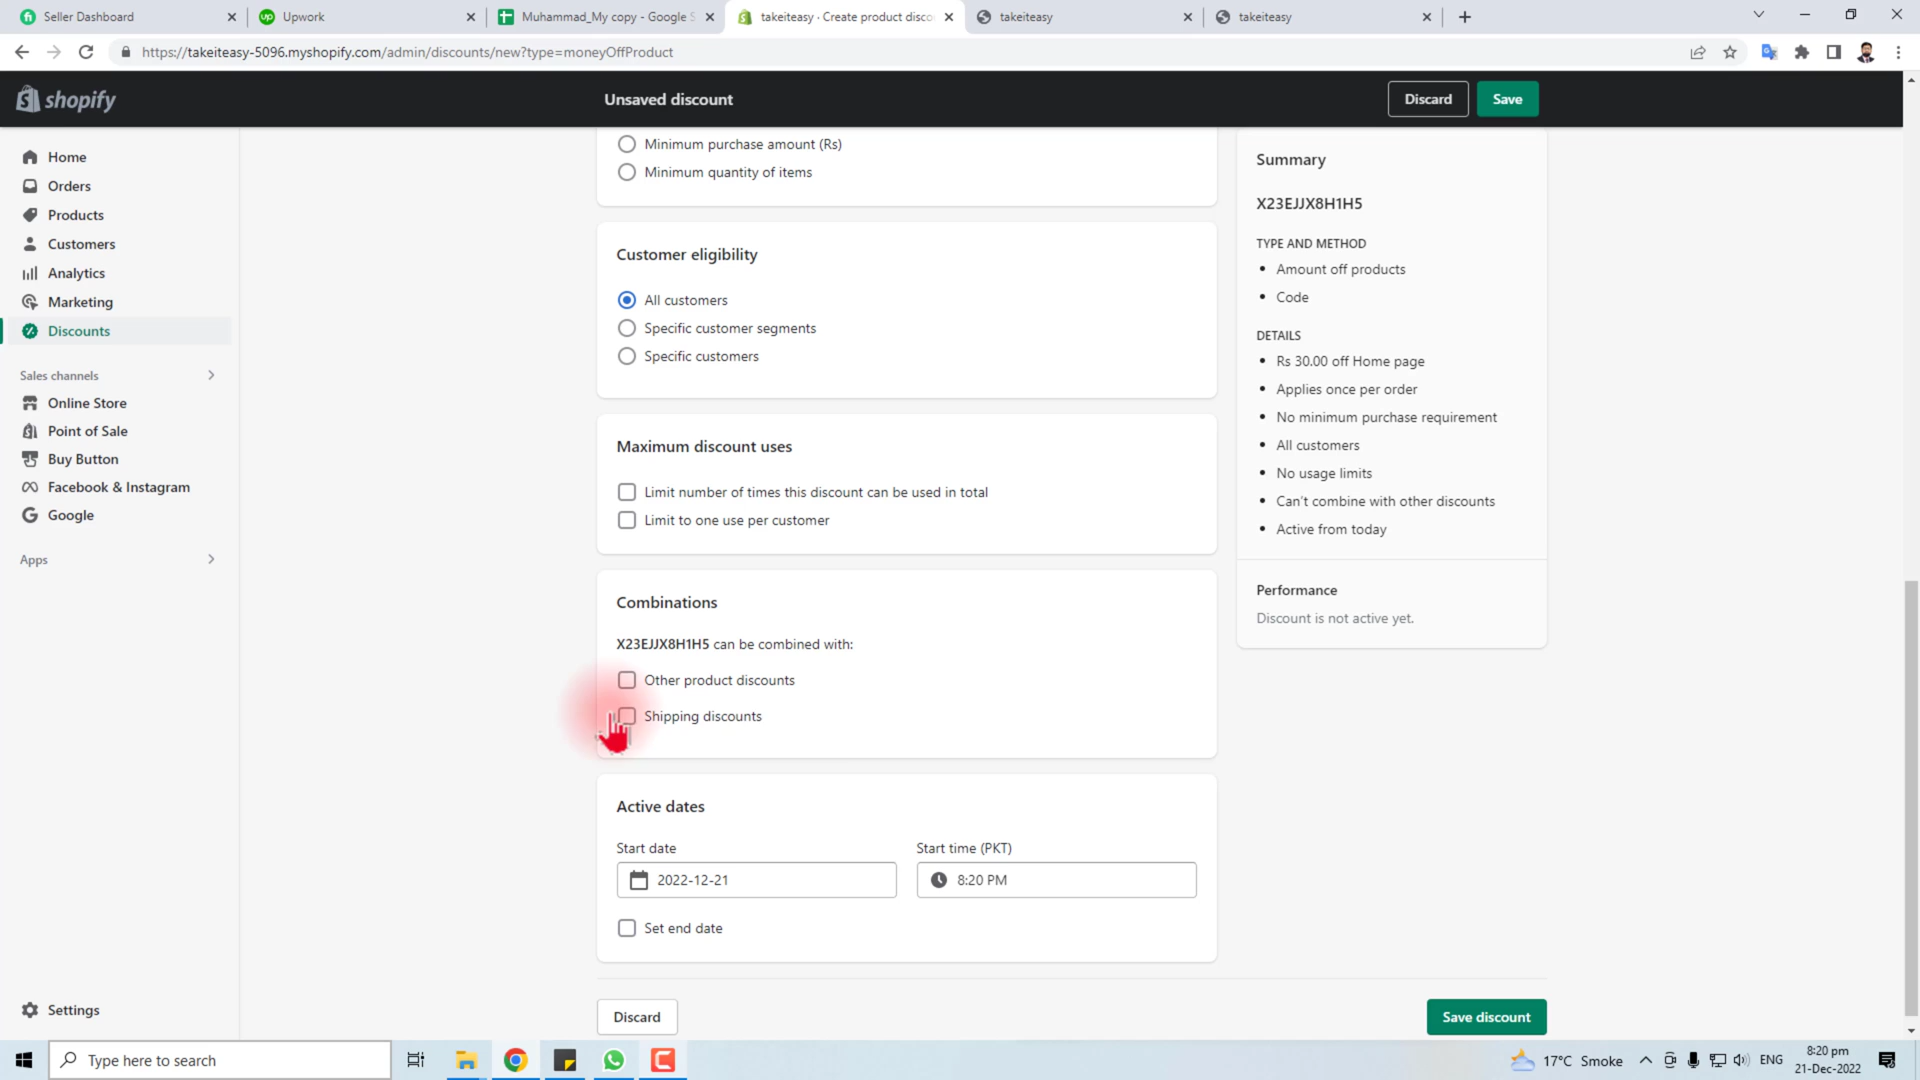 Seller Dashboard
Upwork
Muhammad_My copy - Google S
takeiteasy · Create product disco
takeiteasy
takeiteasy
https://takeiteasy-5096.myshopify.com/admin/discounts/new?type=moneyOffProduct
shopify
Unsaved discount
Discard
Save
Home
Orders
Products
Customers
Analytics
Marketing
Discounts
Sales channels
Online Store
Point of Sale
Buy Button
Facebook & Instagram
Google
Apps
Settings
Minimum purchase amount (Rs)
Minimum quantity of items
Customer eligibility
All customers
Specific customer segments
Specific customers
Maximum discount uses
Limit number of times this discount can be used in total
Limit to one use per customer
Combinations
X23EJJX8H1H5 can be combined with:
Other product discounts
Shipping discounts
Active dates
Start date
Start time (PKT)
2022-12-21
8:20 PM
Set end date
Discard
Save discount
Summary
X23EJJX8H1H5
TYPE AND METHOD
• Amount off products
• Code
DETAILS
• Rs 30.00 off Home page
• Applies once per order
• No minimum purchase requirement
• All customers
• No usage limits
• Can't combine with other discounts
• Active from today
Performance
Discount is not active yet.
Type here to search
17°C Smoke
ENG
8:20 pm
21-Dec-2022